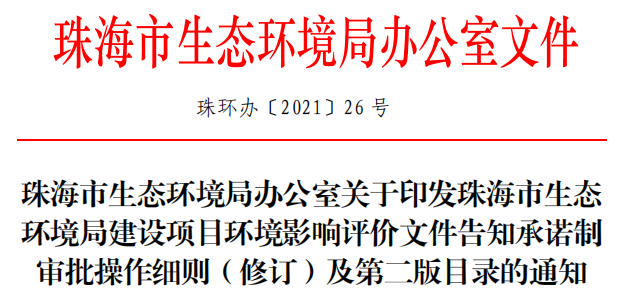 珠海市生态环境局办公室文件
珠环办〔2021〕26 号
珠海市生态环境局办公室关于印发珠海市生态
环境局建设项目环境影响评价文件告知承诺制
审批操作细则（修订）及第二版目录的通知